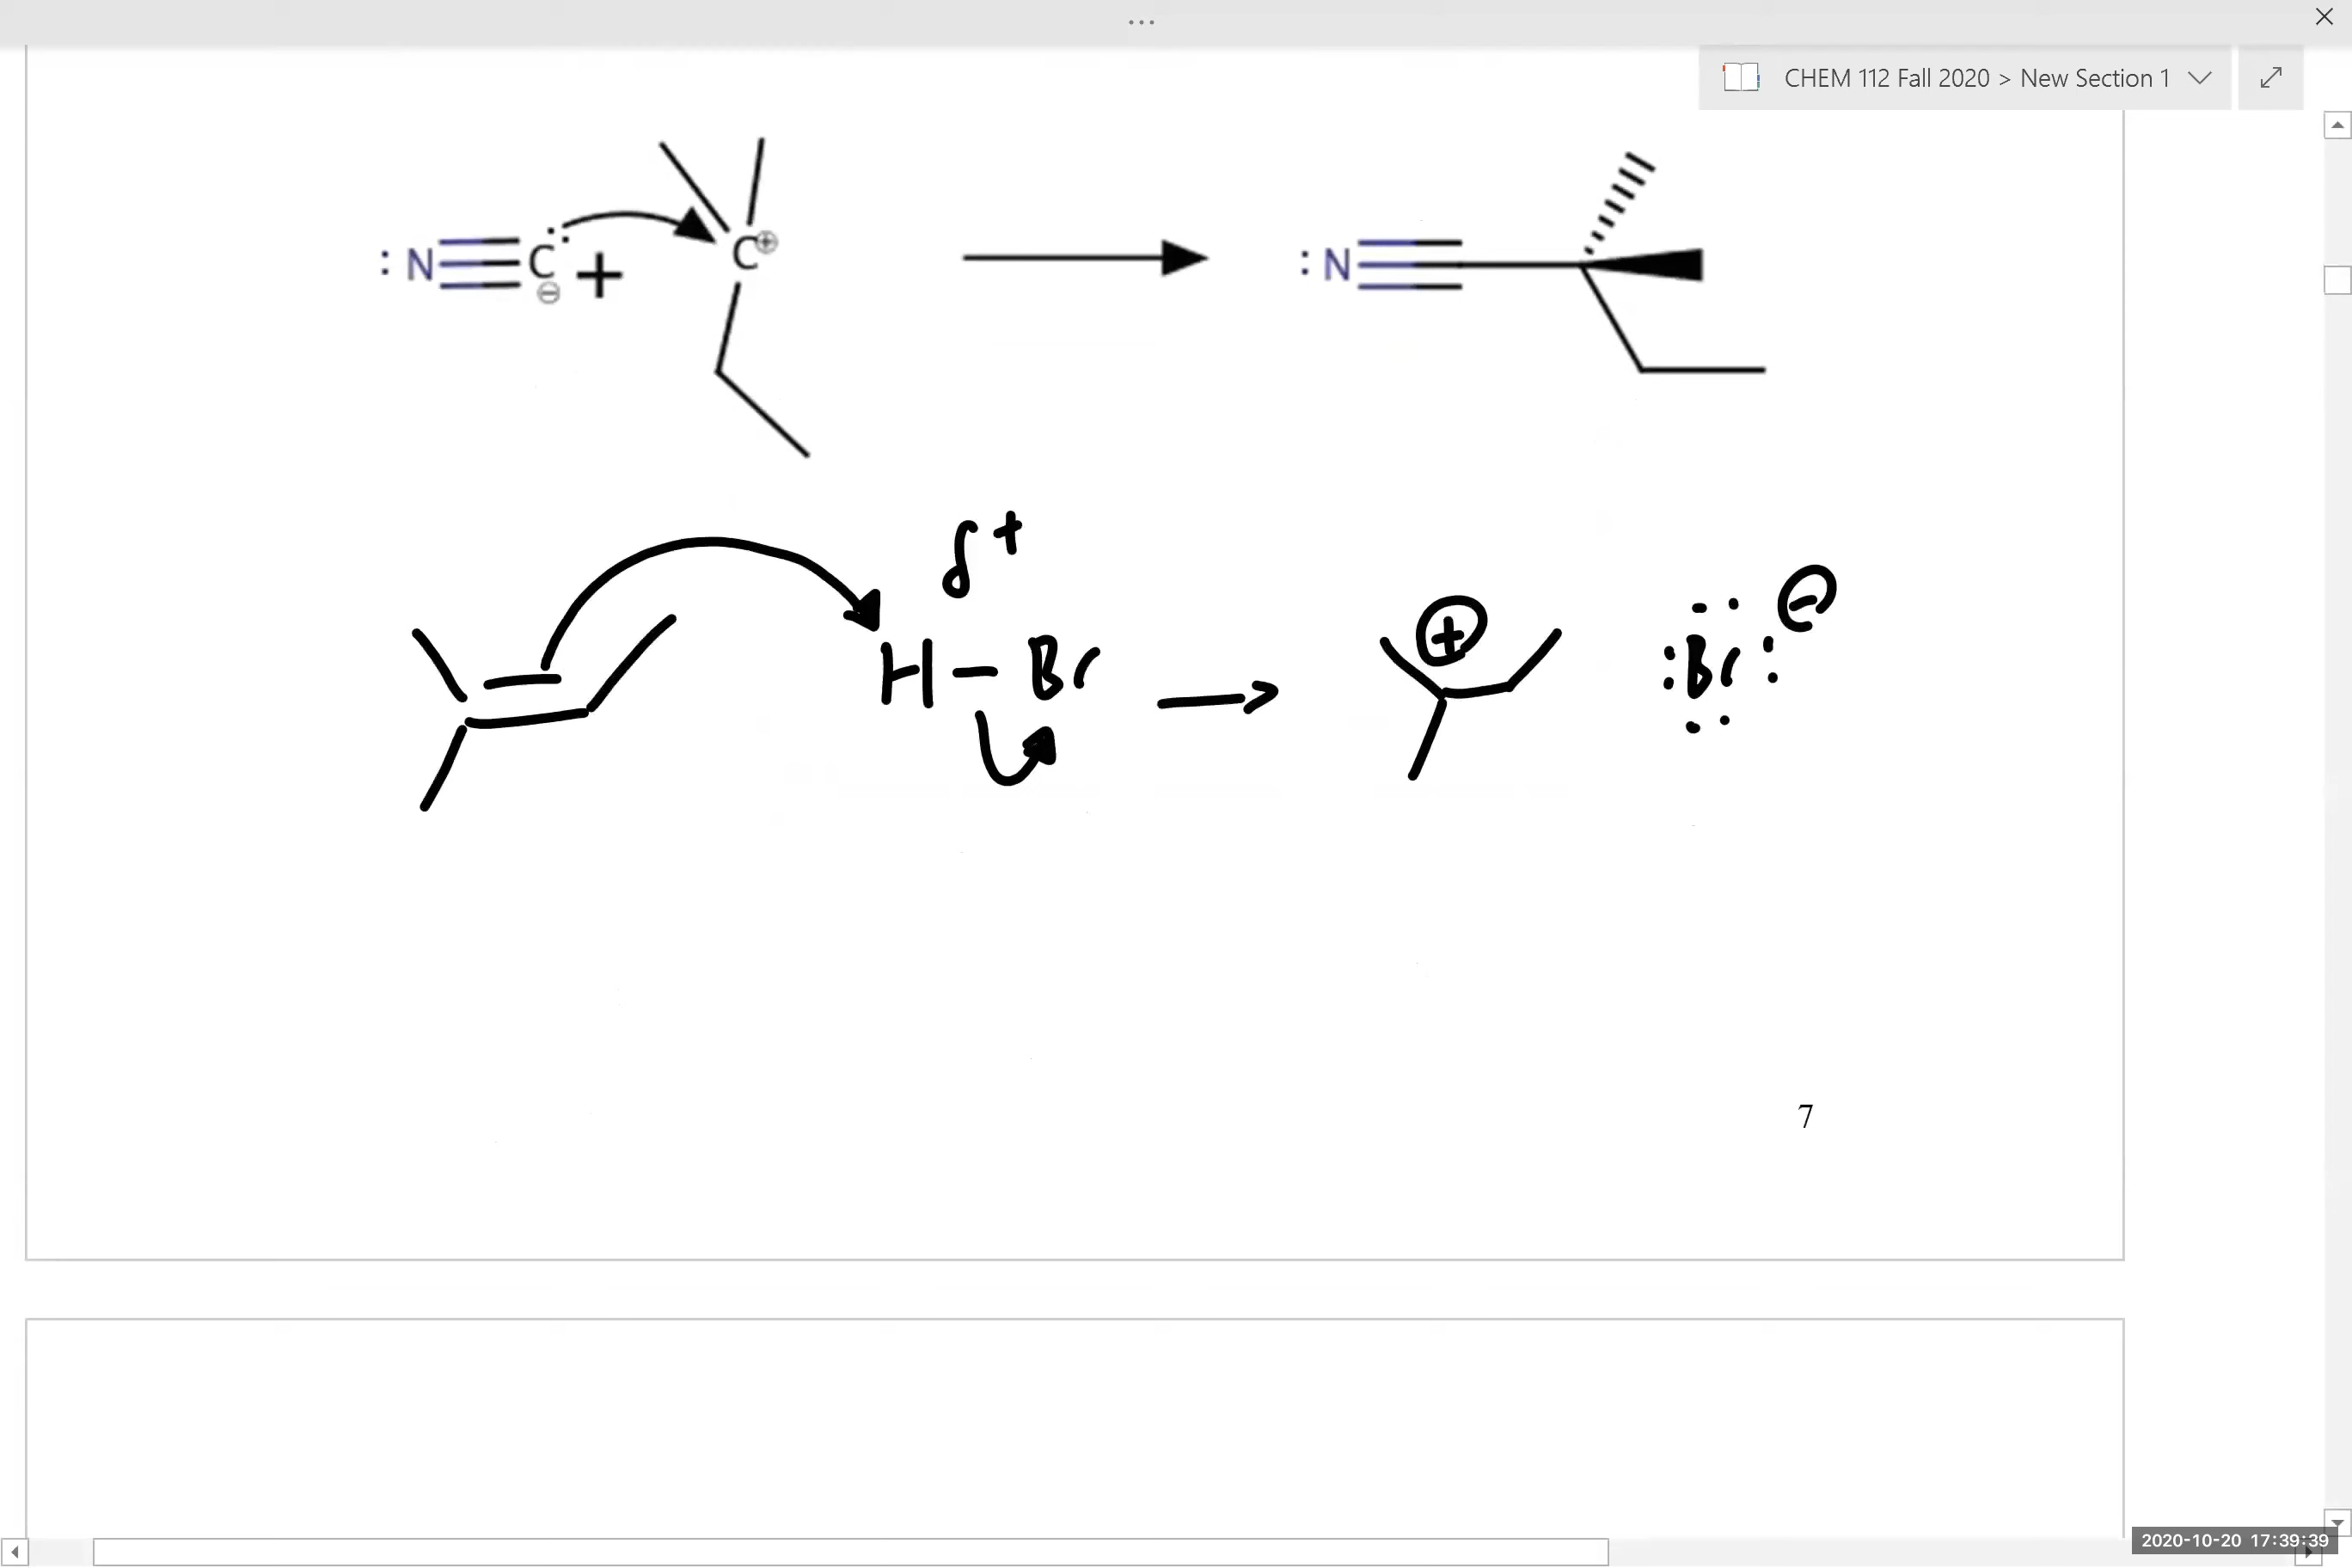 ...
CHEM 112 Fall 2020 > New Section 1
:N≡C:⊖ + C⊕ → :N≡
δ+
H-Br → ⊕ :Br: ⊖
7
2020-10-20 17:39:39